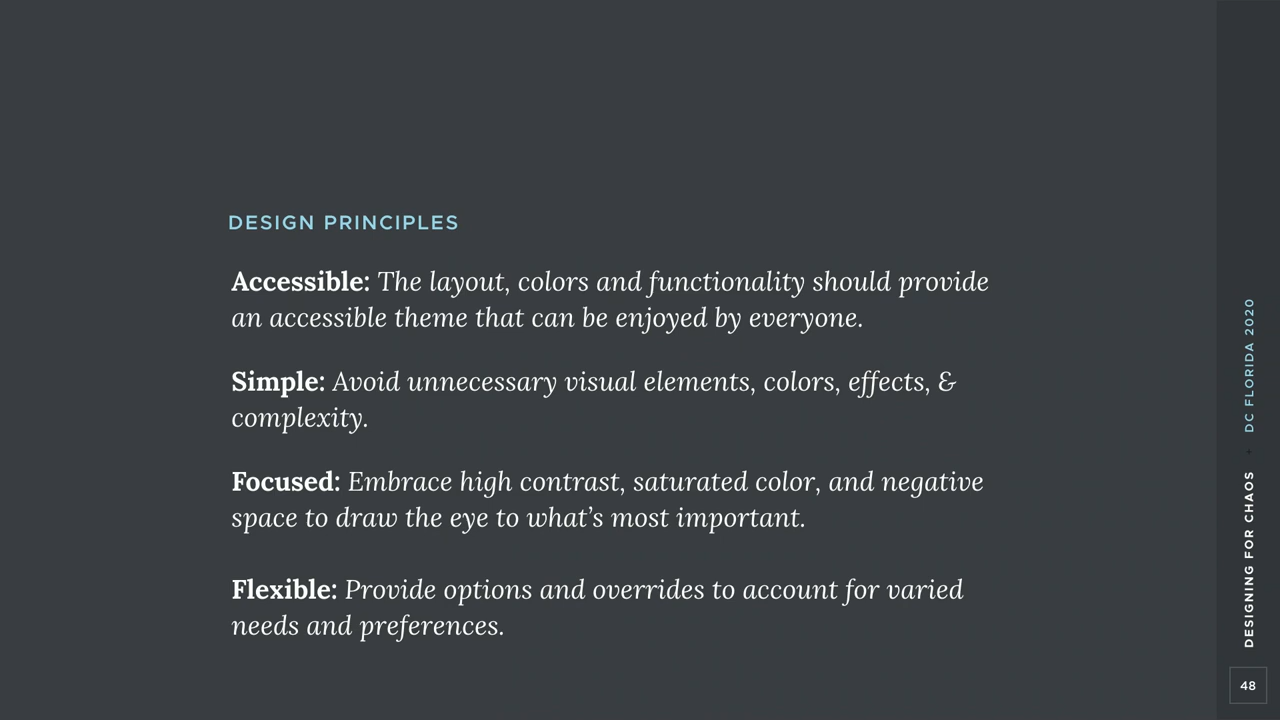 DESIGN PRINCIPLES
Accessible: The layout, colors and functionality should provide
an accessible theme that can be enjoyed by everyone.
Simple: Avoid unnecessary visual elements, colors, effects, &
complexity.
Focused: Embrace high contrast, saturated color, and negative
space to draw the eye to what’s most important.
Flexible: Provide options and overrides to account for varied
needs and preferences.
DESIGNING FOR CHAOS + DC FLORIDA 2020
48